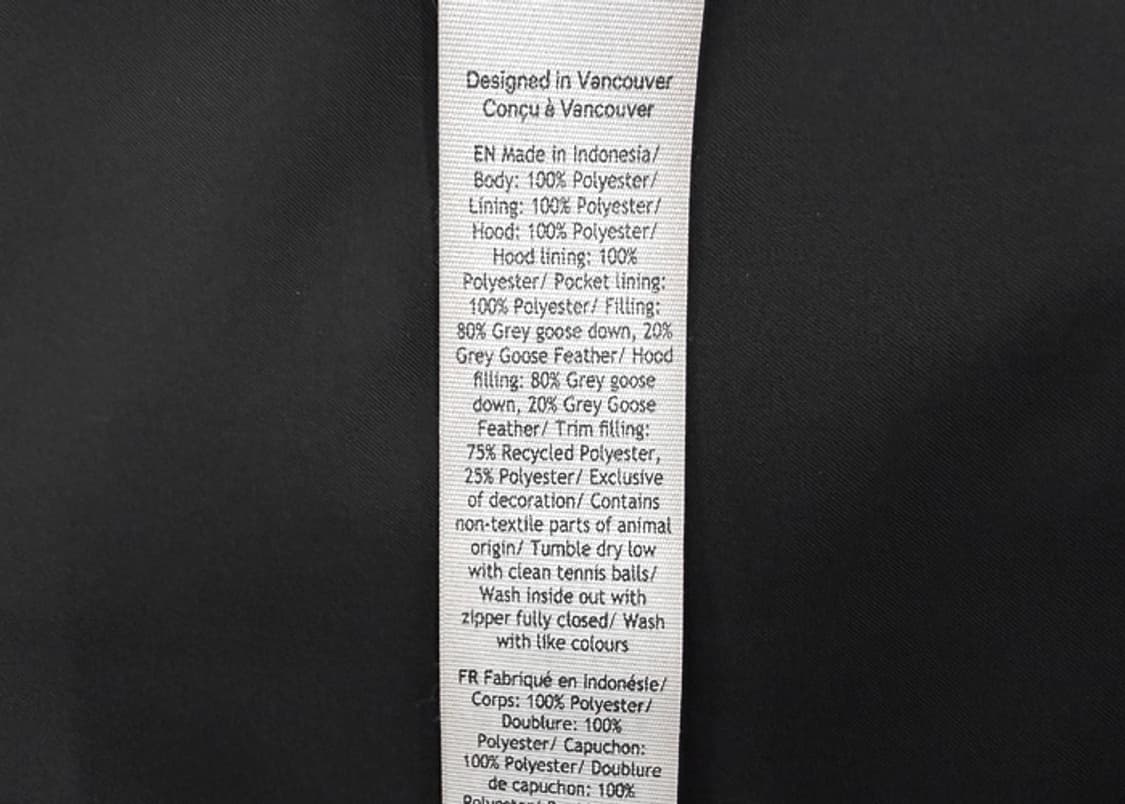 Designed in Vancouver
Conçu à Vancouver
EN Made in Indonesia/
Body: 100% Polyester/
Lining: 100% Polyester/
Hood: 100% Polyester/
Hood lining: 100%
Polyester/ Pocket lining:
100% Polyester/ Filling:
80% Grey goose down, 20%
Grey Goose Feather/ Hood
filling: 80% Grey goose
down, 20% Grey Goose
Feather/ Trim filling:
75% Recycled Polyester,
25% Polyester/ Exclusive
of decoration/ Contains
non-textile parts of animal
origin/ Tumble dry low
with clean tennis balls/
Wash inside out with
zipper fully closed/ Wash
with like colours
FR Fabriqué en Indonésie/
Corps: 100% Polyester/
Doublure: 100%
Polyester/ Capuchon:
100% Polyester/ Doublure
de capuchon: 100%